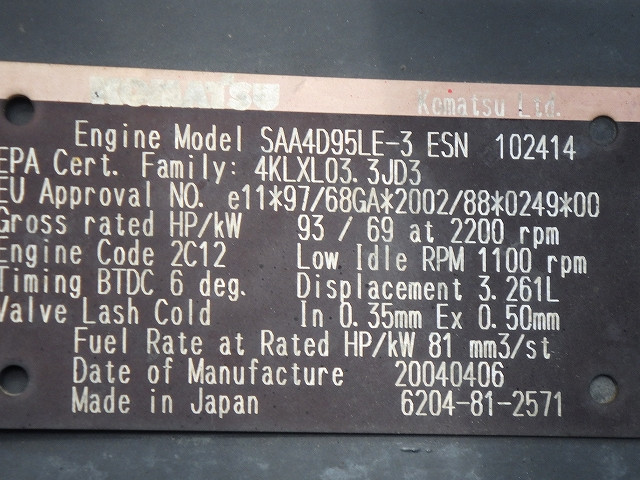 KOMATSU Komatsu Ltd.
Engine Model SAA4D95LE-3 ESN 102414
EPA Cert. Family: 4KLXL03.3JD3
EU Approval NO. e11*97/68GA*2002/88*0249*00
Gross rated HP/kW 93 / 69 at 2200 rpm
Engine Code 2C12 Low Idle RPM 1100 rpm
Timing BTDC 6 deg. Displacement 3.261L
Valve Lash Cold In 0.35mm Ex 0.50mm
Fuel Rate at Rated HP/kW 81 mm3/st
Date of Manufacture 20040406
Made in Japan 6204-81-2571